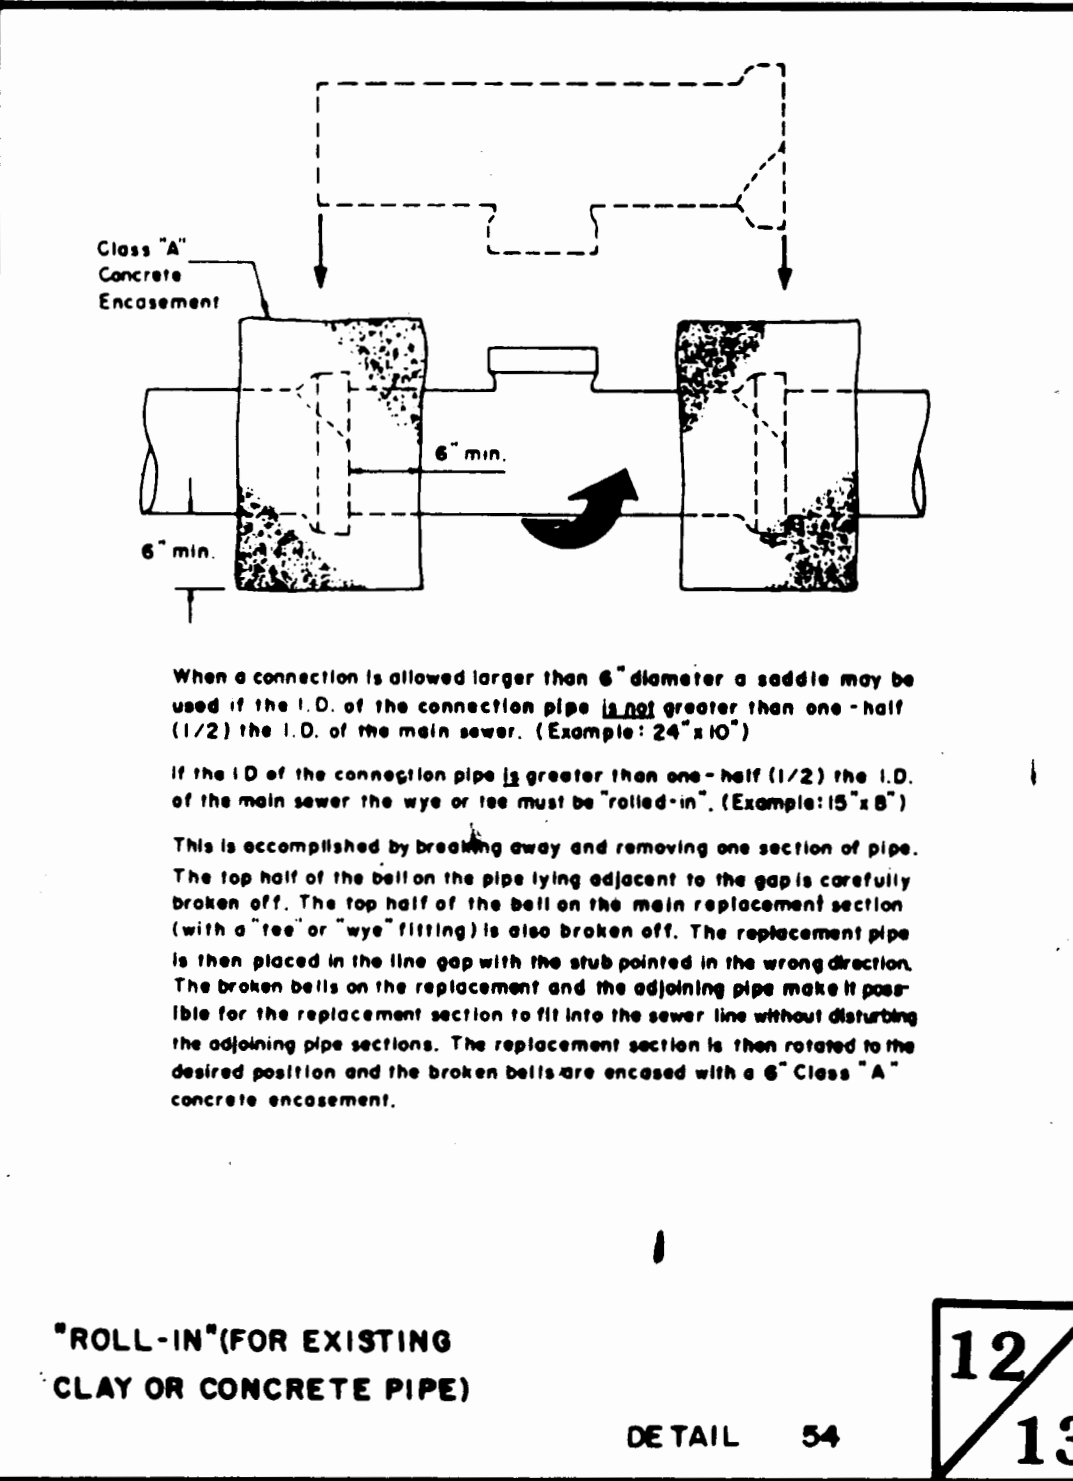 Class "A"
Concrete
Encasement
6" min.
6" min.
When a connection is allowed larger than 6" diameter a saddle may be
used if the I.D. of the connection pipe is not greater than one-half
(1/2) the I.D. of the main sewer. (Example: 24" x 10")
If the I D of the connection pipe is greater than one-half (1/2) the I.D.
of the main sewer the wye or tee must be "rolled-in". (Example: 15" x 8")
This is accomplished by breaking away and removing one section of pipe.
The top half of the bell on the pipe lying adjacent to the gap is carefully
broken off. The top half of the bell on the main replacement section
(with a "tee" or "wye" fitting) is also broken off. The replacement pipe
is then placed in the line gap with the stub pointed in the wrong direction.
The broken bells on the replacement and the adjoining pipe make it poss-
ible for the replacement section to fit into the sewer line without disturbing
the adjoining pipe sections. The replacement section is then rotated to the
desired position and the broken bells are encased with a 6" Class "A"
concrete encasement.
"ROLL-IN" (FOR EXISTING
CLAY OR CONCRETE PIPE)
DETAIL 54
12
13